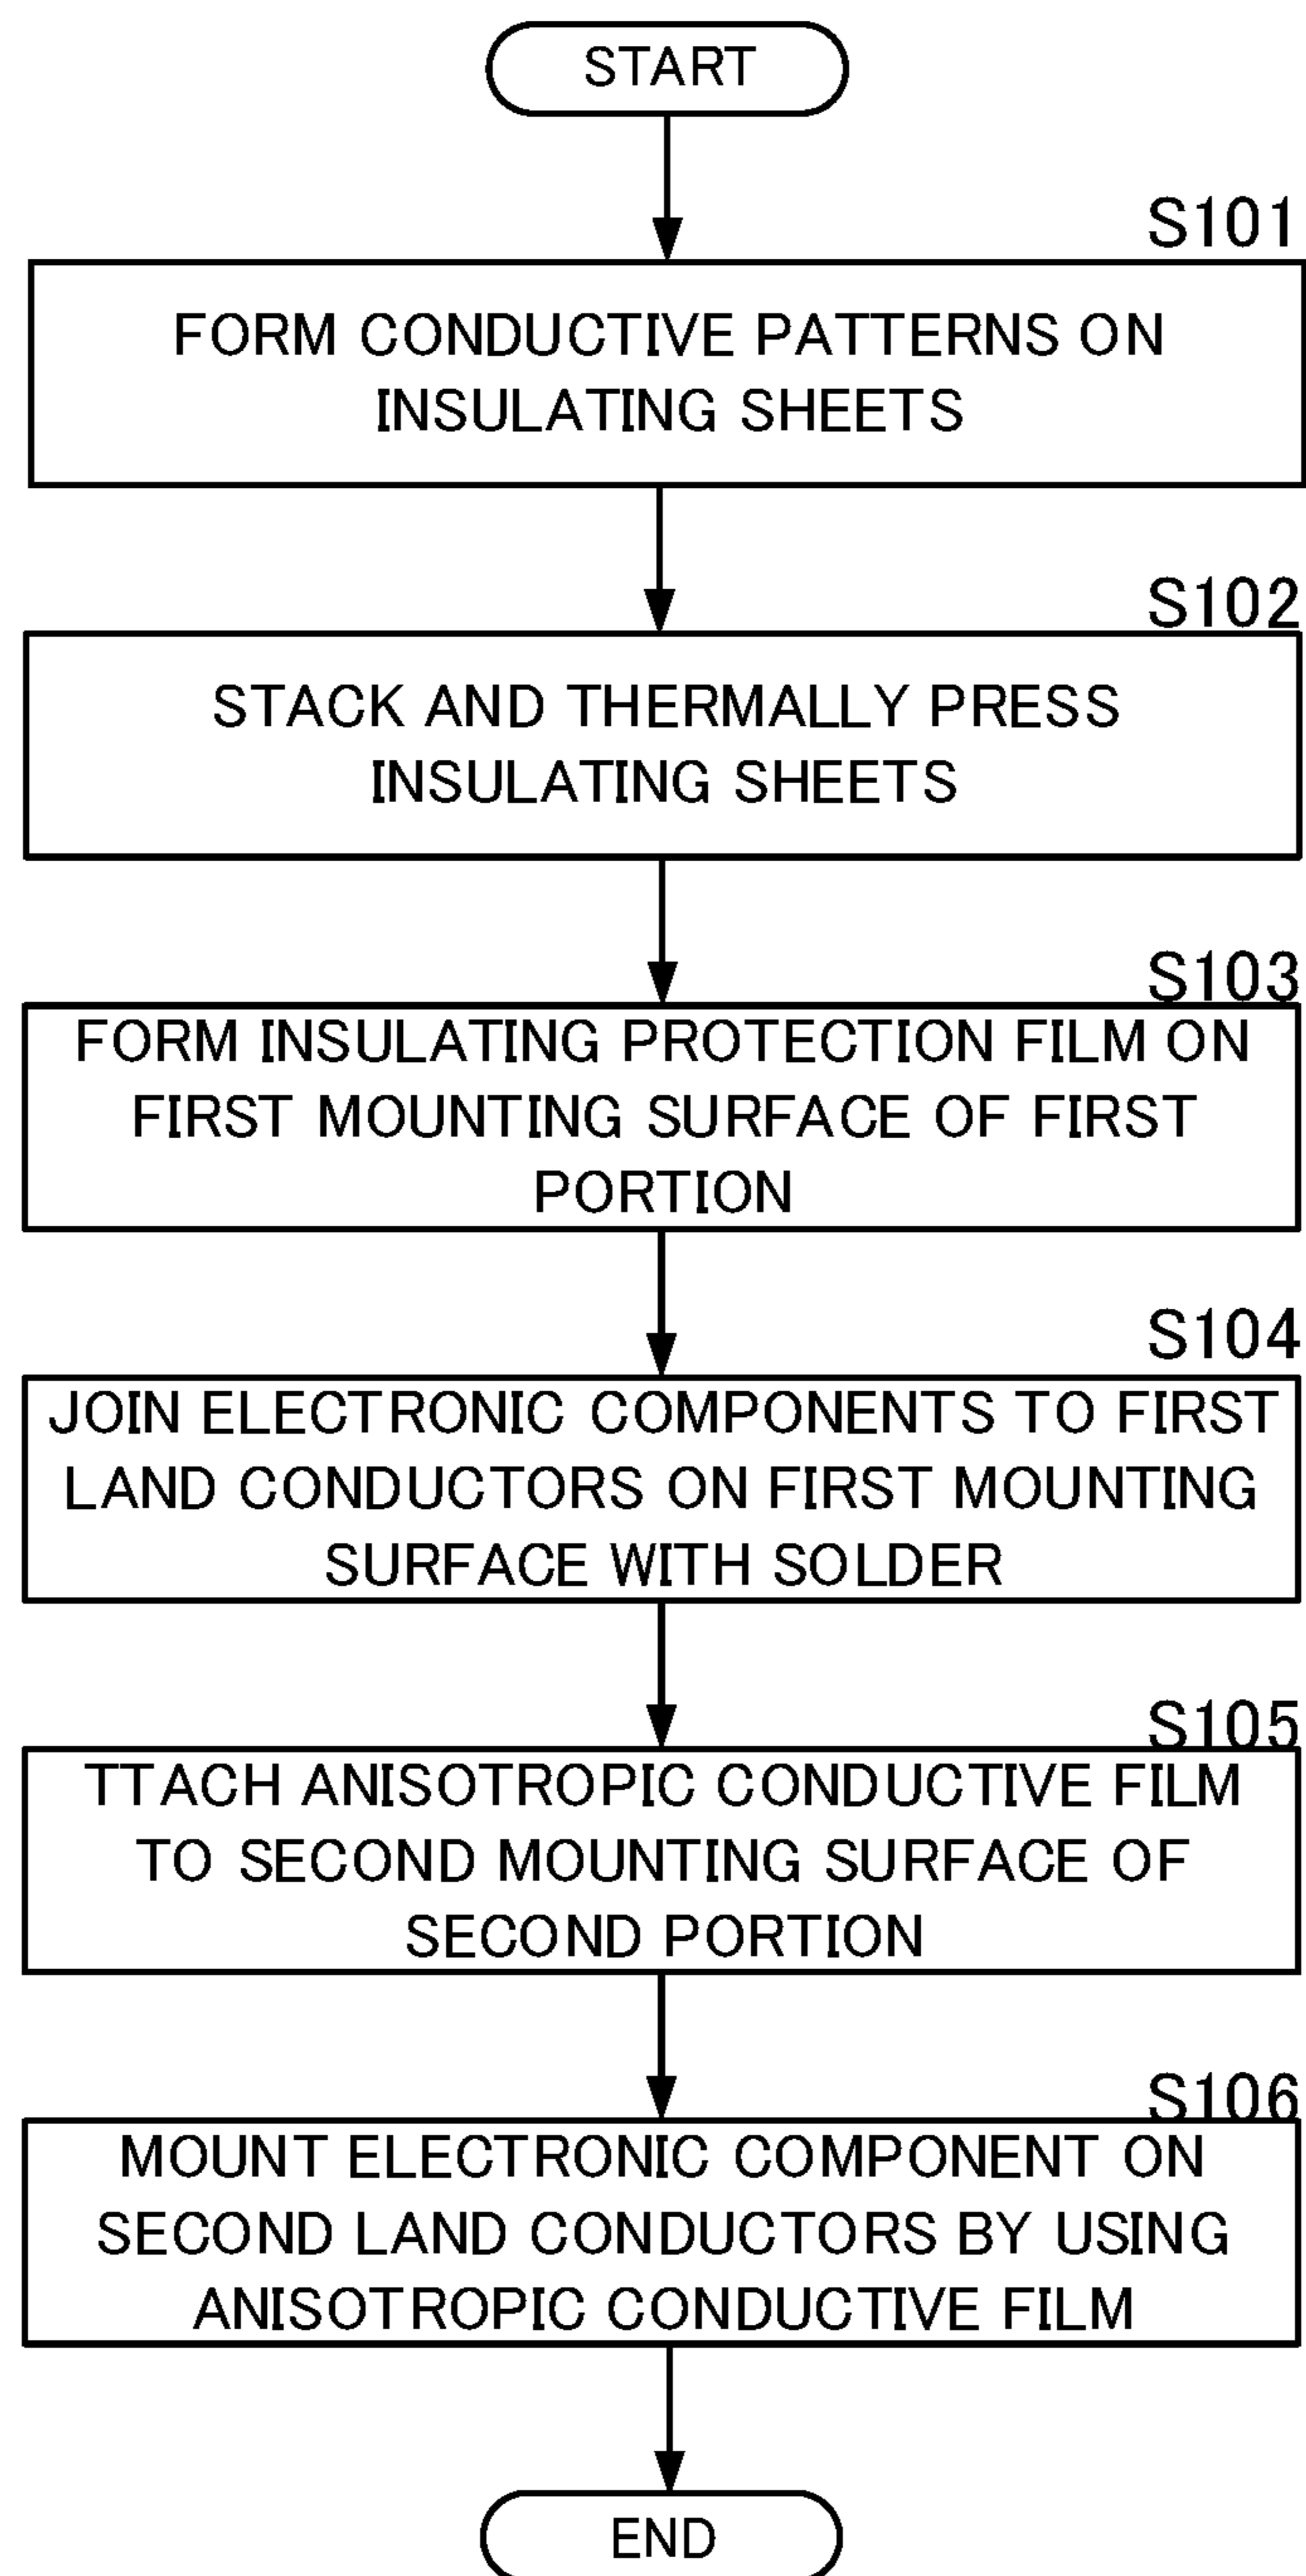 START
S101
FORM CONDUCTIVE PATTERNS ON
INSULATING SHEETS
S102
STACK AND THERMALLY PRESS
INSULATING SHEETS
S103
FORM INSULATING PROTECTION FILM ON
FIRST MOUNTING SURFACE OF FIRST
PORTION
S104
JOIN ELECTRONIC COMPONENTS TO FIRST
LAND CONDUCTORS ON FIRST MOUNTING
SURFACE WITH SOLDER
S105
TTACH ANISOTROPIC CONDUCTIVE FILM
TO SECOND MOUNTING SURFACE OF
SECOND PORTION
S106
MOUNT ELECTRONIC COMPONENT ON
SECOND LAND CONDUCTORS BY USING
ANISOTROPIC CONDUCTIVE FILM
END